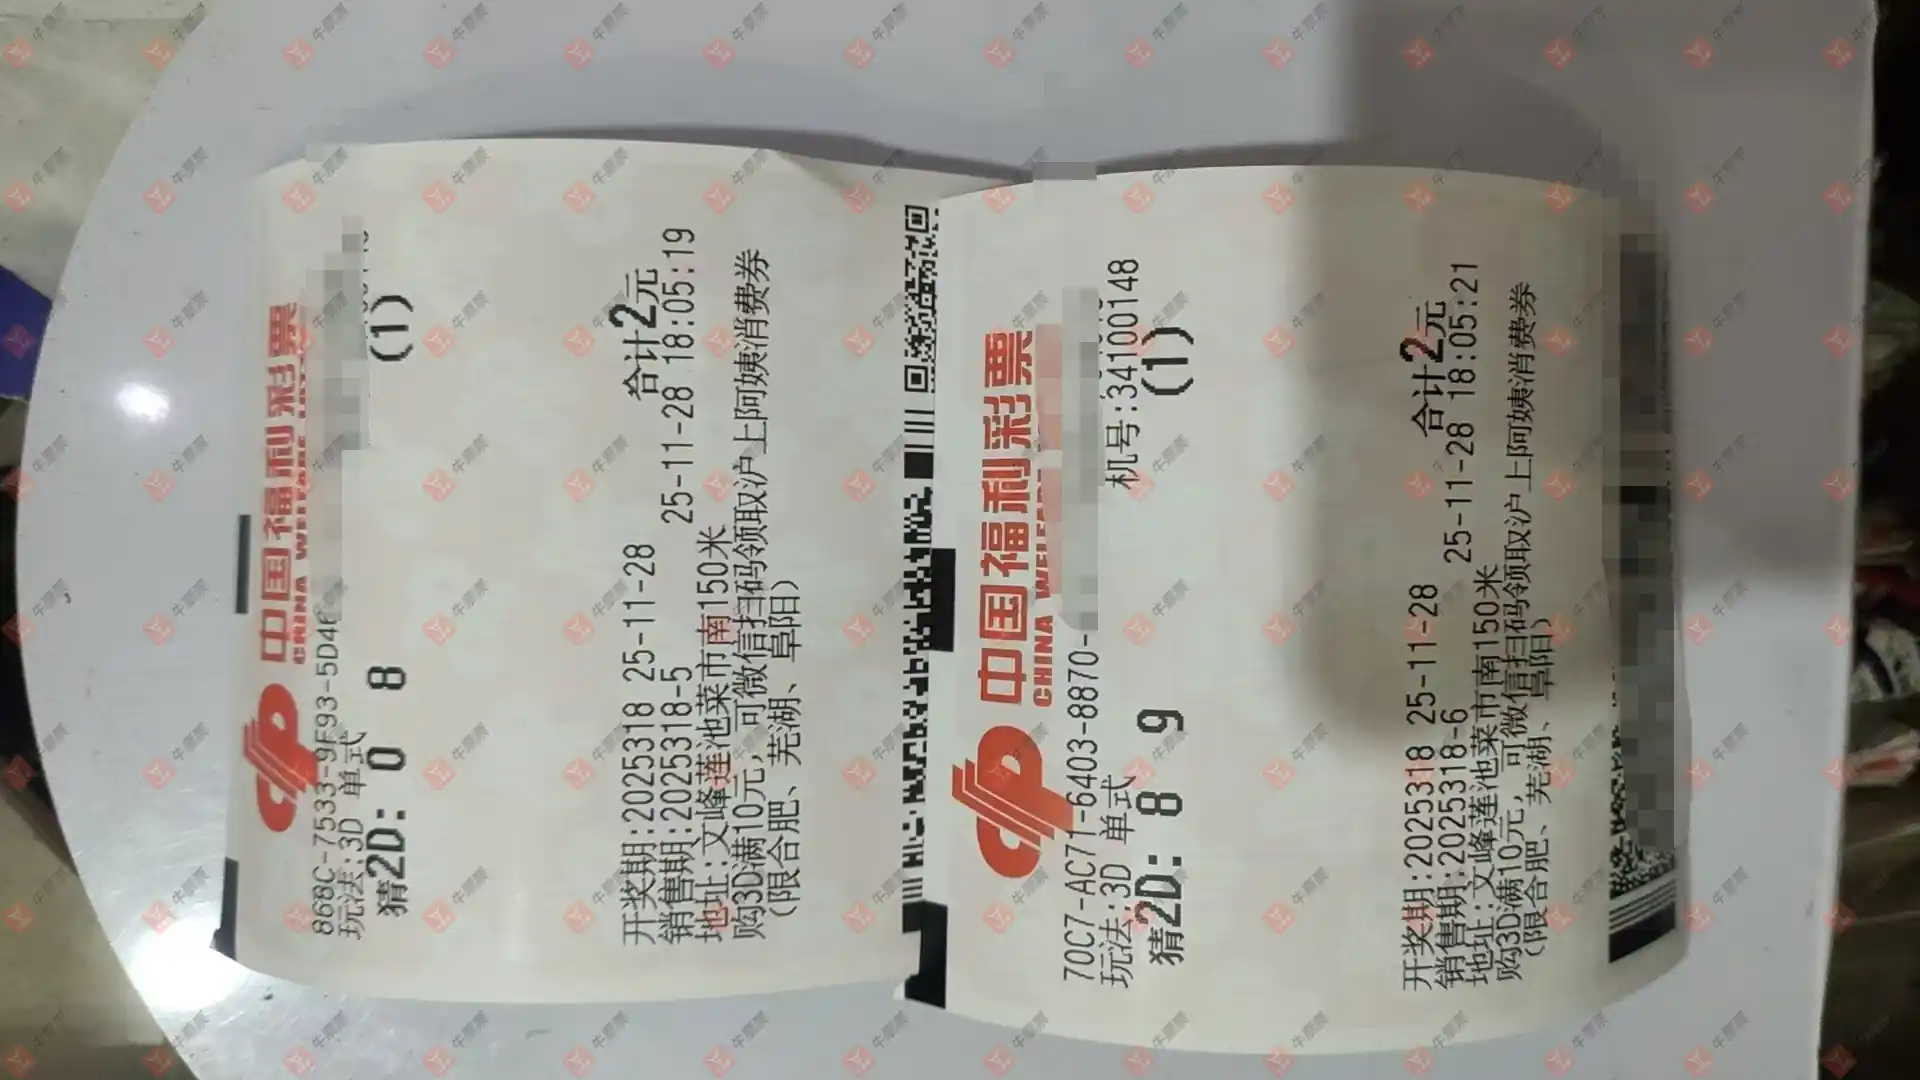 中国福利彩票
CHINA WELFARE
868C-7533-9F93-5D46
玩法:3D 单式
猜2D: 0 8 (1)
合计2元
开奖期:2025318 25-11-28
销售期:2025318-5 25-11-28 18:05:19
地址:文峰莲池菜市南150米
购3D满10元,可微信扫码领取沪上阿姨消费券
(限合肥、芜湖、阜阳)
中国福利彩票
CHINA WELFARE
70C7-AC71-6403-8870-
机号:34100148
玩法:3D 单式
猜2D: 8 9 (1)
合计2元
开奖期:2025318 25-11-28
销售期:2025318-6 25-11-28 18:05:21
地址:文峰莲池菜市南150米
购3D满10元,可微信扫码领取沪上阿姨消费券
(限合肥、芜湖、阜阳)